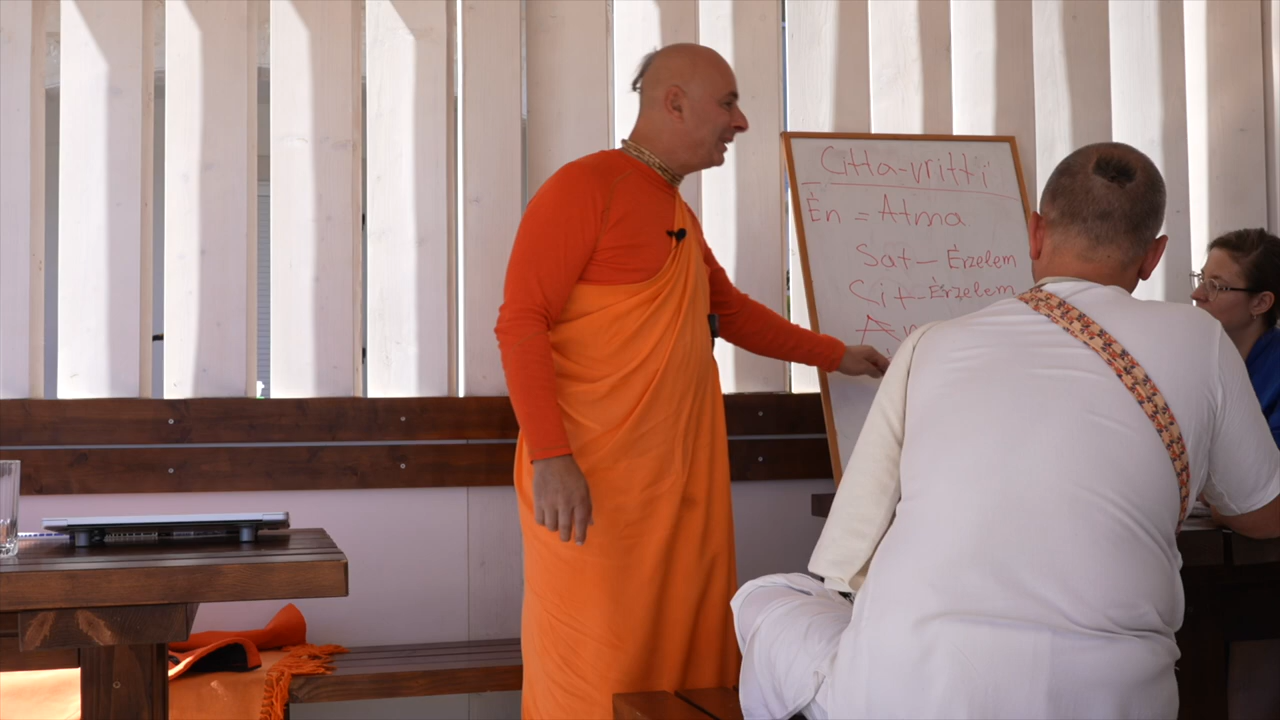 Citta-vritti
Én = Atma
Sat - Érzelem
Cit - Érzelem